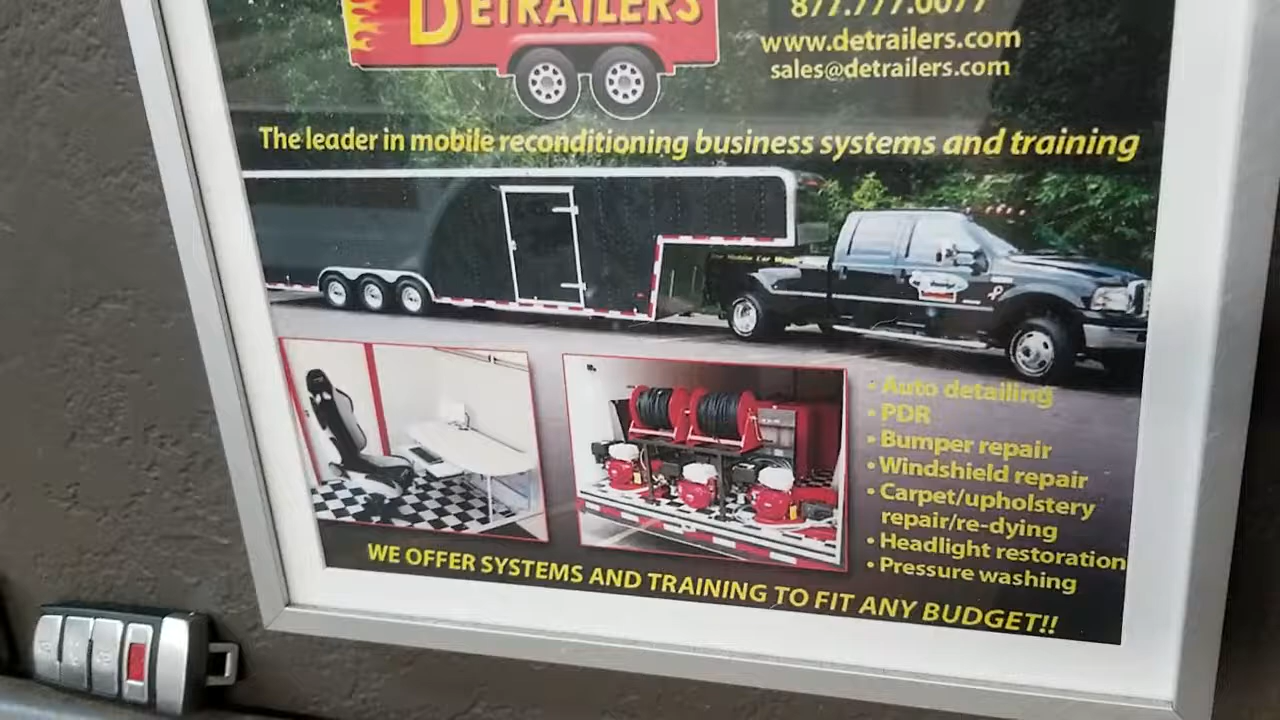 DETRAILERS
877.777.0077
www.detrailers.com
sales@detrailers.com
The leader in mobile reconditioning business systems and training
• Auto detailing
• PDR
• Bumper repair
• Windshield repair
• Carpet/upholstery
repair/re-dying
• Headlight restoration
• Pressure washing
WE OFFER SYSTEMS AND TRAINING TO FIT ANY BUDGET!!